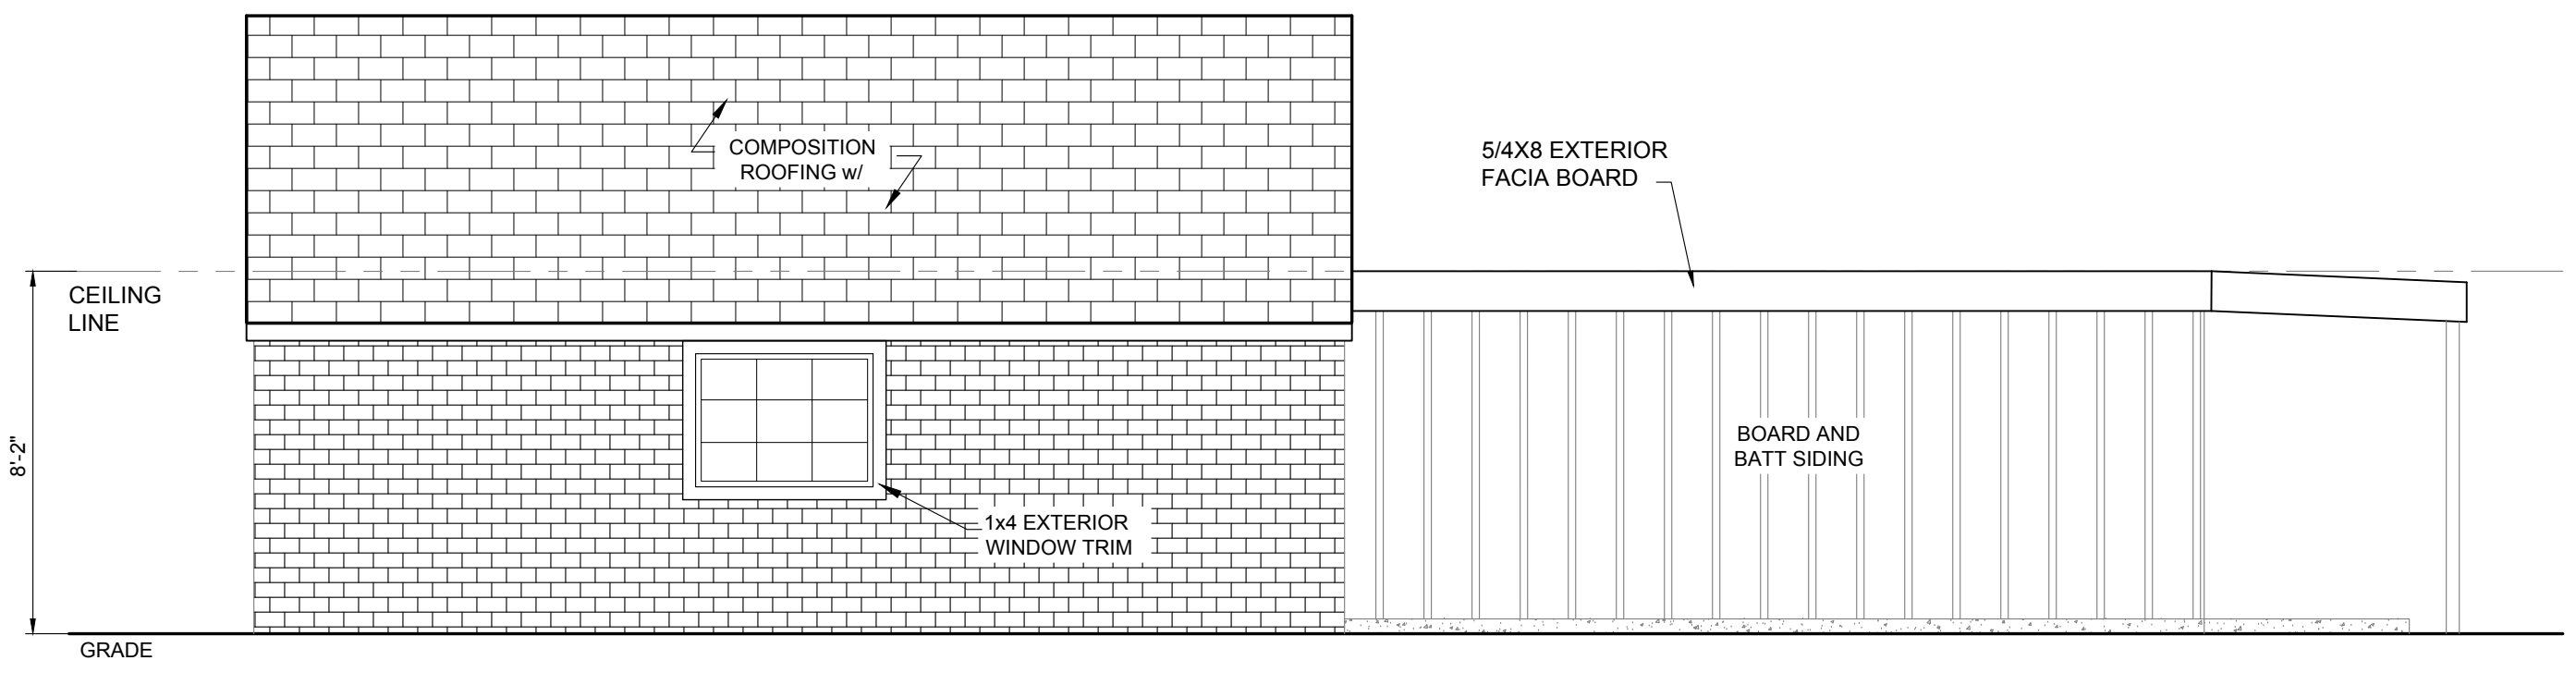 COMPOSITION
ROOFING w/
5/4X8 EXTERIOR
FACIA BOARD
CEILING
LINE
8'-2"
BOARD AND
BATT SIDING
1x4 EXTERIOR
WINDOW TRIM
GRADE